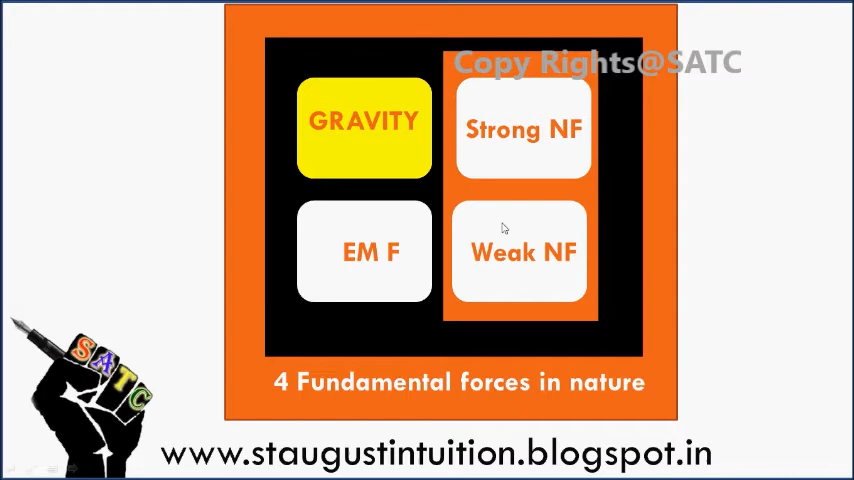 Copy Rights@SATC
GRAVITY
Strong NF
EM F
Weak NF
4 Fundamental forces in nature
SATC
www.staugustintuition.blogspot.in